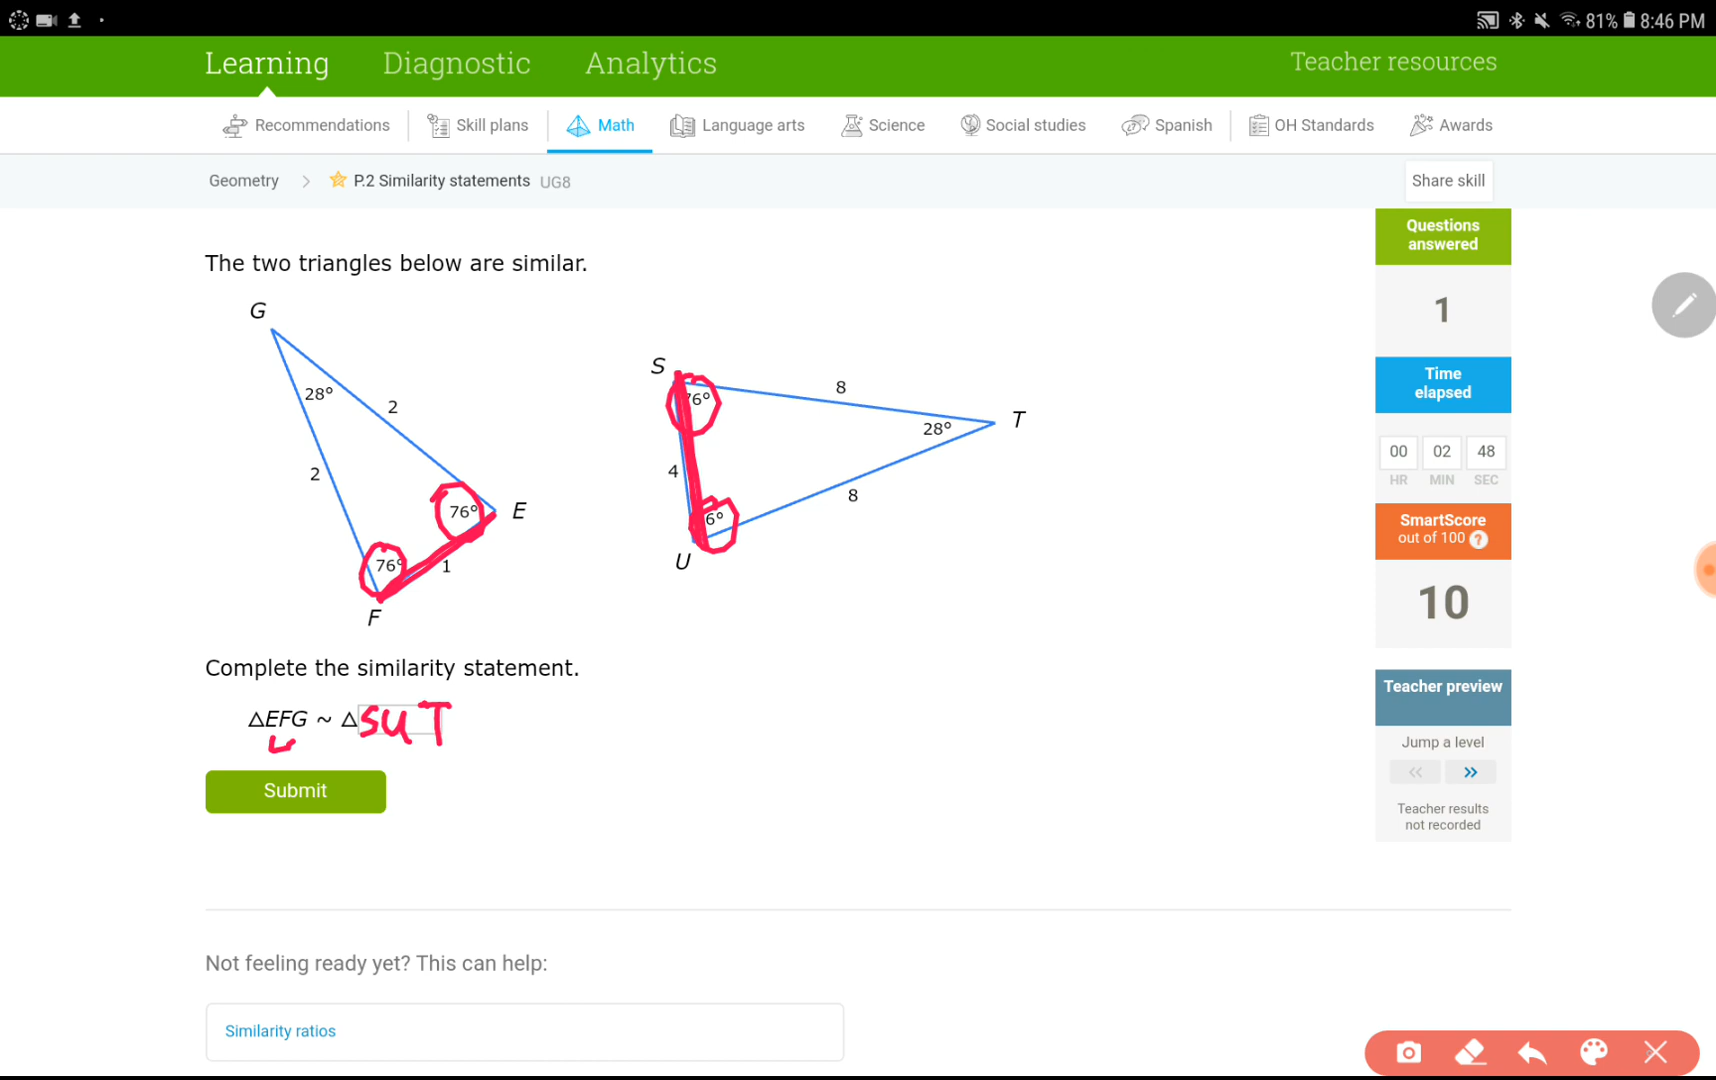 81% 8:46 PM
Learning Diagnostic Analytics Teacher resources
Recommendations Skill plans Math Language arts Science Social studies Spanish OH Standards Awards
Geometry > P.2 Similarity statements UG8 Share skill
The two triangles below are similar.
G
28°
2
2
76°
E
76°
1
F
S
76°
8
T
28°
4
8
6°
U
Complete the similarity statement.
△EFG ~ △SUT
Submit
Questions
answered
1
Time
elapsed
00 02 48
HR MIN SEC
SmartScore
out of 100 ?
10
Teacher preview
Jump a level
Teacher results
not recorded
Not feeling ready yet? This can help:
Similarity ratios